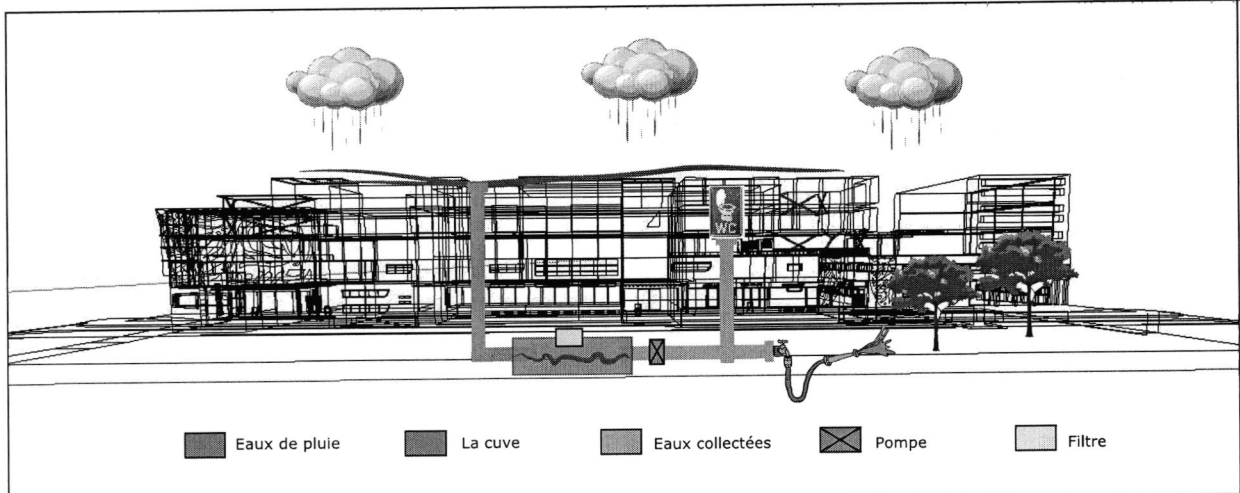 WC
Eaux de pluie
La cuve
Eaux collectées
Pompe
Filtre